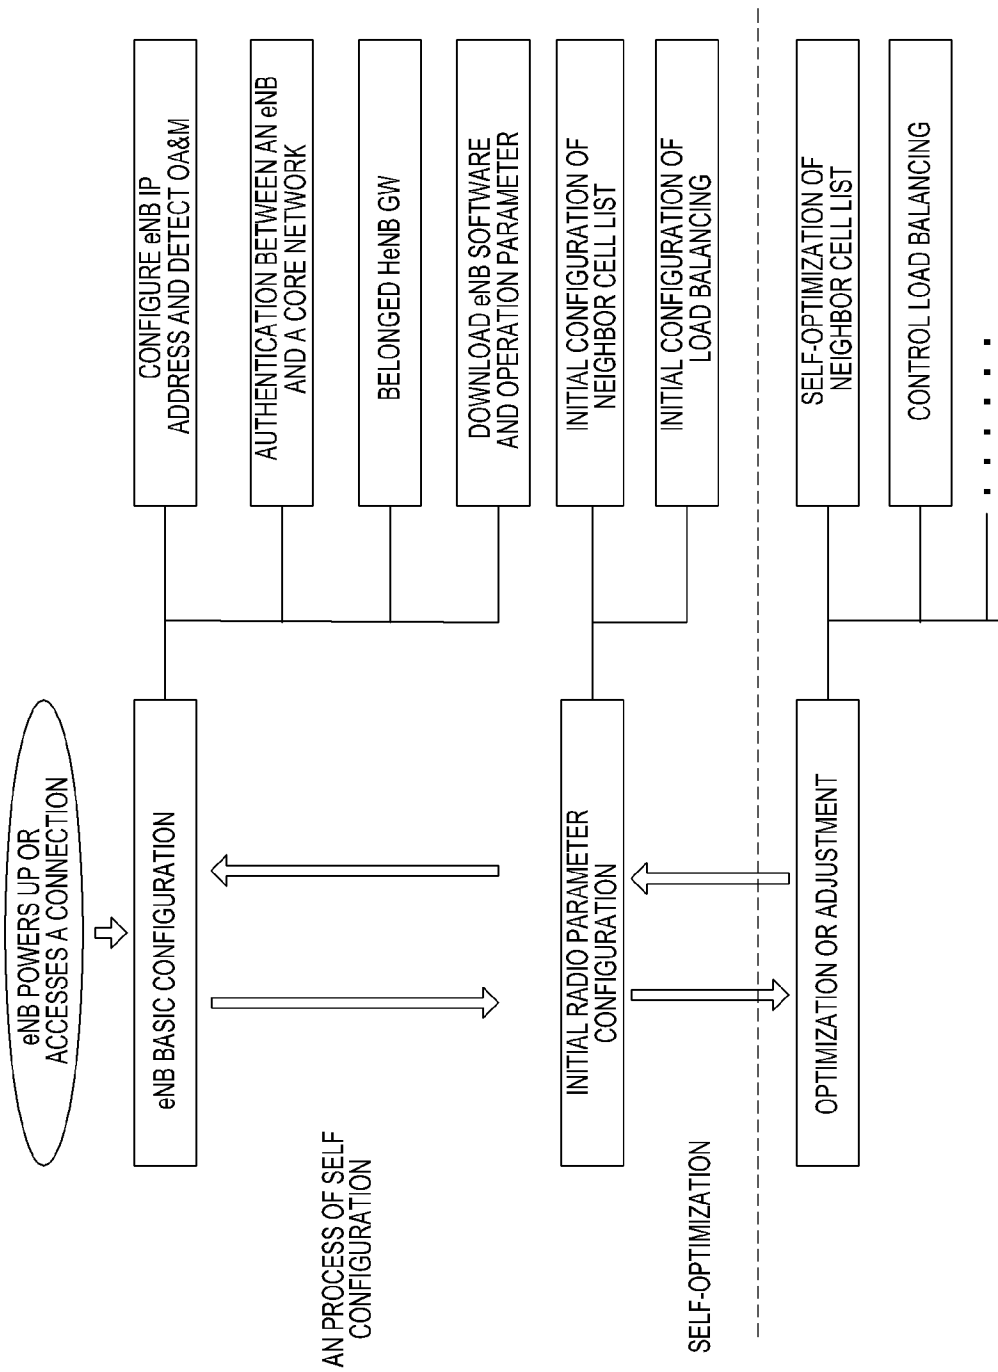 eNB POWERS UP OR
ACCESSES A CONNECTION
eNB BASIC CONFIGURATION
CONFIGURE eNB IP
ADDRESS AND DETECT OA&M
AUTHENTICATION BETWEEN AN eNB
AND A CORE NETWORK
BELONGED HeNB GW
DOWNLOAD eNB SOFTWARE
AND OPERATION PARAMETER
AN PROCESS OF SELF
CONFIGURATION
INITIAL RADIO PARAMETER
CONFIGURATION
INITIAL CONFIGURATION OF
NEIGHBOR CELL LIST
INITIAL CONFIGURATION OF
LOAD BALANCING
SELF-OPTIMIZATION
OPTIMIZATION OR ADJUSTMENT
SELF-OPTIMIZATION OF
NEIGHBOR CELL LIST
CONTROL LOAD BALANCING